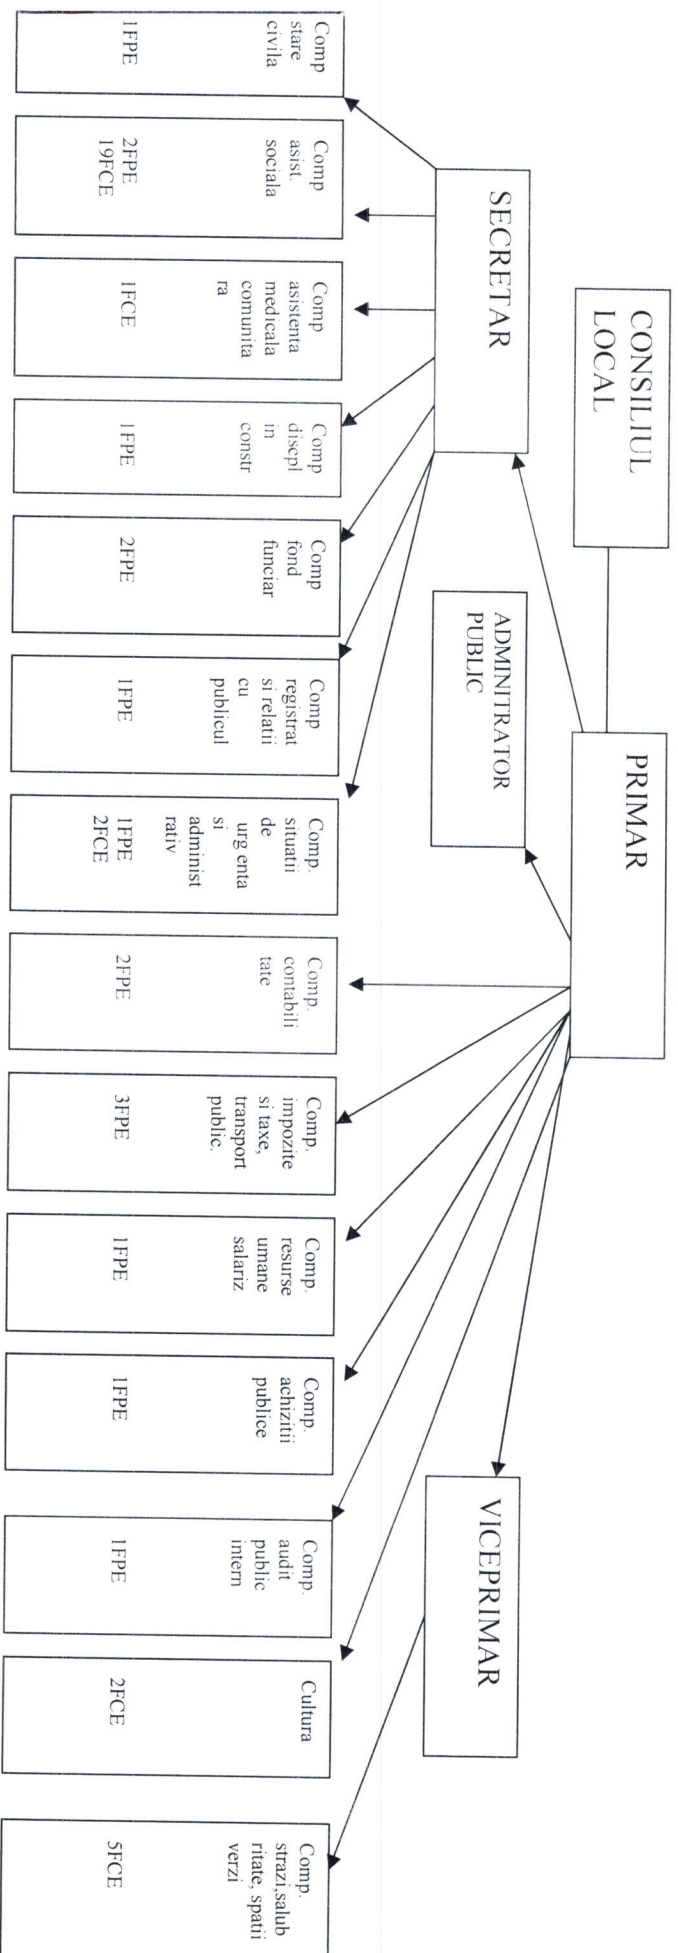 CONSILIUL
LOCAL
PRIMAR
SECRETAR
ADMINITRATOR
PUBLIC
VICEPRIMAR
Comp
stare
civila
1FPE
Comp
asist.
sociala
2FPE
19FCE
Comp
asistenta
medicala
comunita
ra
1FCE
Comp
discpl
in
constr
1FPE
Comp
fond
funciar
2FPE
Comp
registrat
si relatii
cu
publicul
1FPE
Comp.
situatii
de
urg enta
si
administ
rativ
1FPE
2FCE
Comp.
contabili
tate
2FPE
Comp.
impozite
si taxe,
transport
public.
3FPE
Comp.
resurse
umane
salariz
1FPE
Comp.
achizitii
publice
1FPE
Comp.
audit
public
intern
1FPE
Cultura
2FCE
Comp.
strazi,salub
ritate, spatii
verzi
5FCE